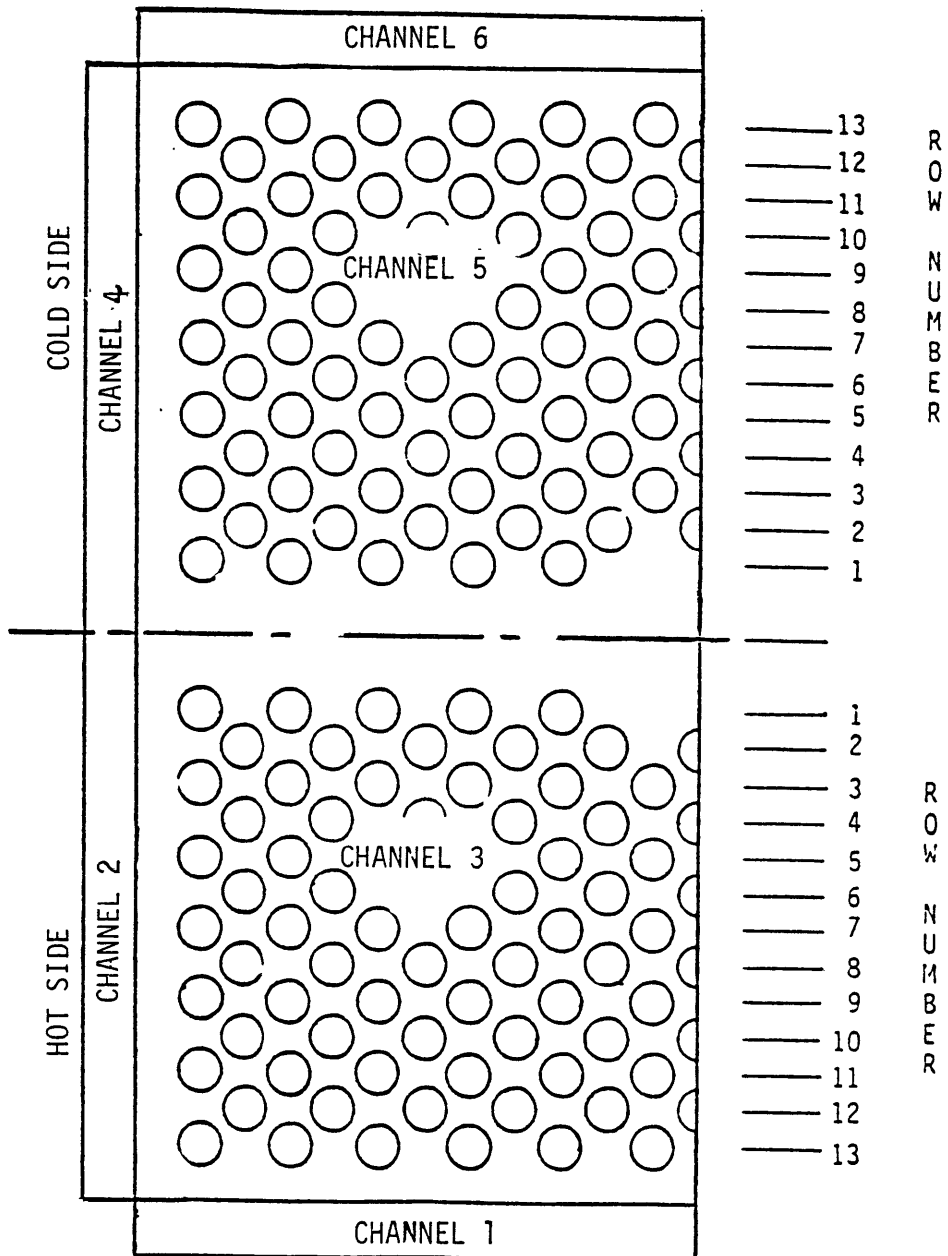 CHANNEL 6
13
12
11
10
9
8
7
6
5
4
3
2
1
ROW NUMBER
COLD SIDE
CHANNEL 4
CHANNEL 5
1
2
3
4
5
6
7
8
9
10
11
12
13
ROW NUMBER
HOT SIDE
CHANNEL 2
CHANNEL 3
CHANNEL 1